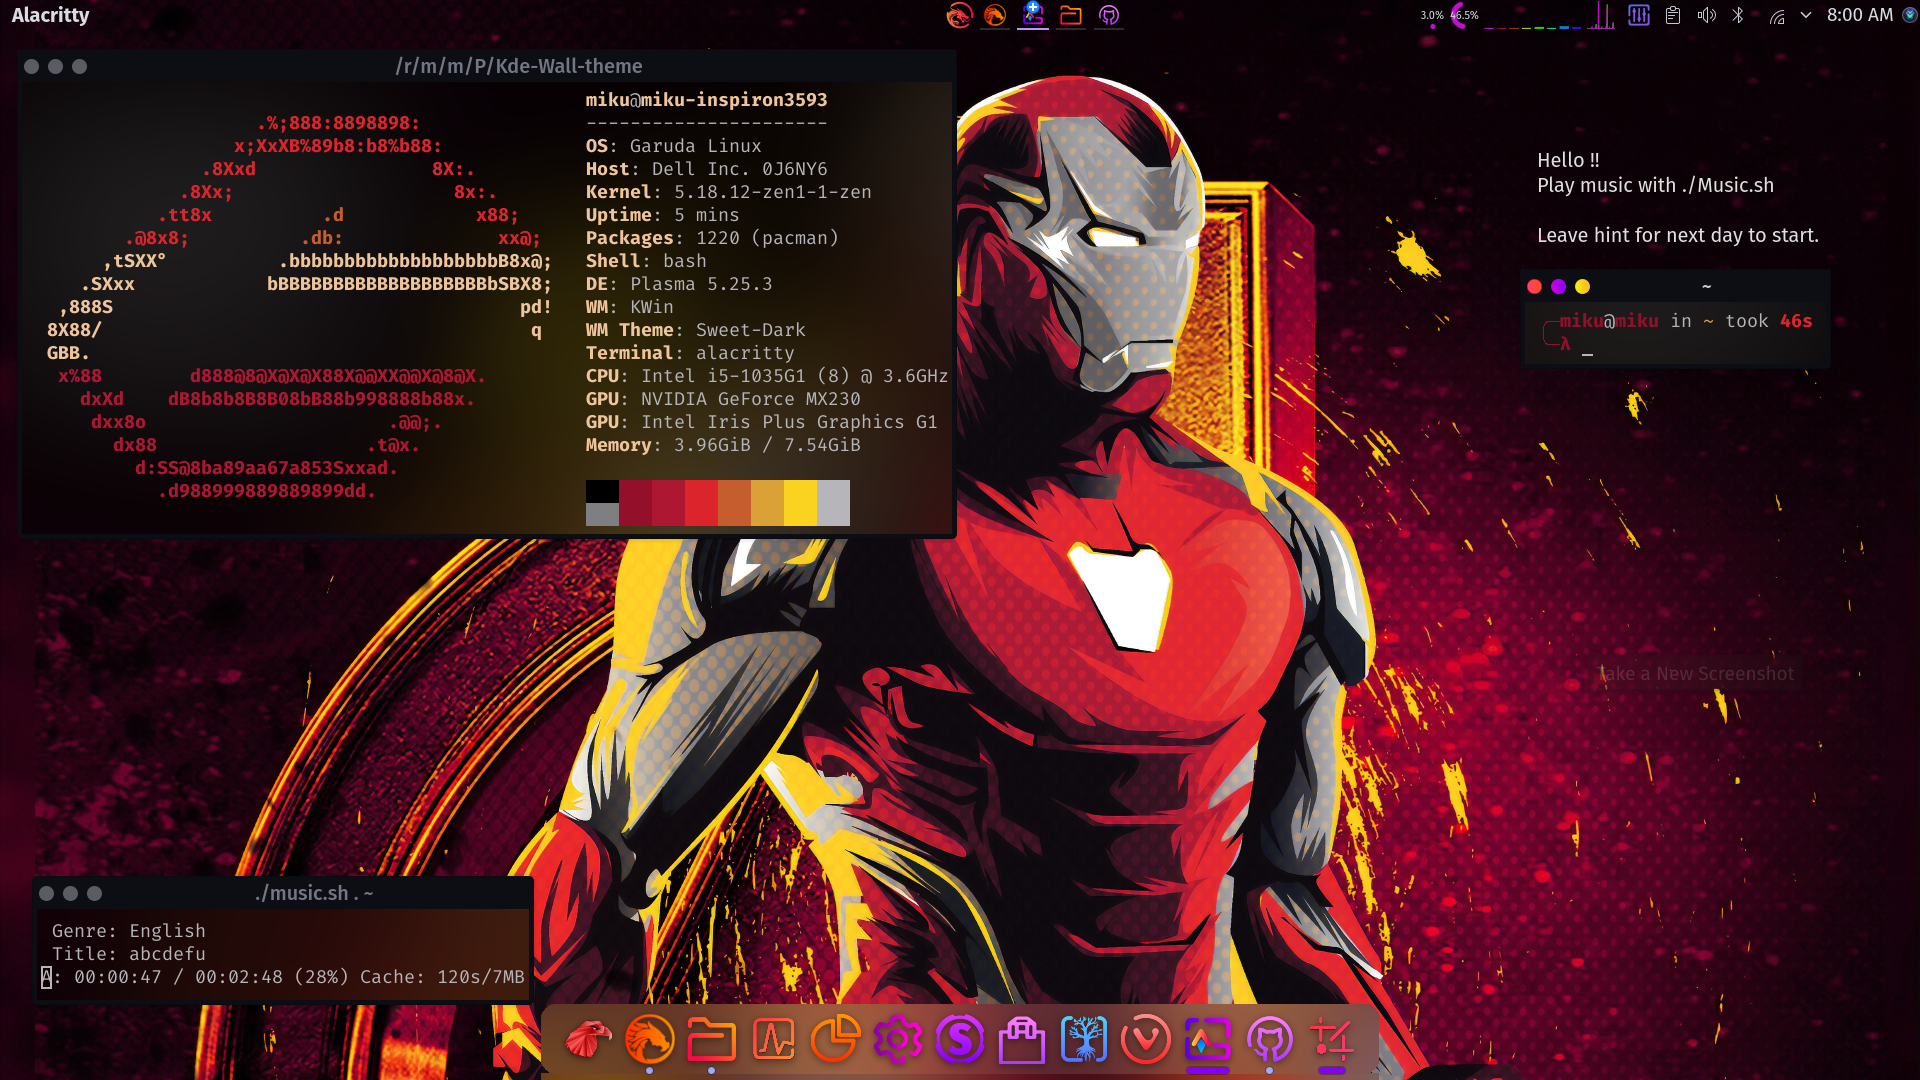 Alacritty
3.0% 46.5%
8:00 AM
/r/m/m/P/Kde-Wall-theme
.%;888:8898898:
x;XxXB%89b8:b8%b88:
.8Xxd 8X:.
.8Xx; 8x:.
.tt8x .d x88;
.@8x8; .db: xx@;
,tSXX° .bbbbbbbbbbbbbbbbbbbB8x@;
.SXxx bBBBBBBBBBBBBBBBBBBBbSBX8;
,888S pd!
8X88/ q
GBB.
x%88 d888@8@X@X@X88X@@XX@@X@8@X.
dxXd dB8b8b8B8B08bB88b998888b88x.
dxx8o .@@;.
dx88 .t@x.
d:SS@8ba89aa67a853Sxxad.
.d988999889889899dd.
miku@miku-inspiron3593
----------------------
OS: Garuda Linux
Host: Dell Inc. 0J6NY6
Kernel: 5.18.12-zen1-1-zen
Uptime: 5 mins
Packages: 1220 (pacman)
Shell: bash
DE: Plasma 5.25.3
WM: KWin
WM Theme: Sweet-Dark
Terminal: alacritty
CPU: Intel i5-1035G1 (8) @ 3.6GHz
GPU: NVIDIA GeForce MX230
GPU: Intel Iris Plus Graphics G1
Memory: 3.96GiB / 7.54GiB
Hello !!
Play music with ./Music.sh
Leave hint for next day to start.
~
miku@miku in ~ took 46s
λ _
Take a New Screenshot
./music.sh . ~
Genre: English
Title: abcdefu
A: 00:00:47 / 00:02:48 (28%) Cache: 120s/7MB